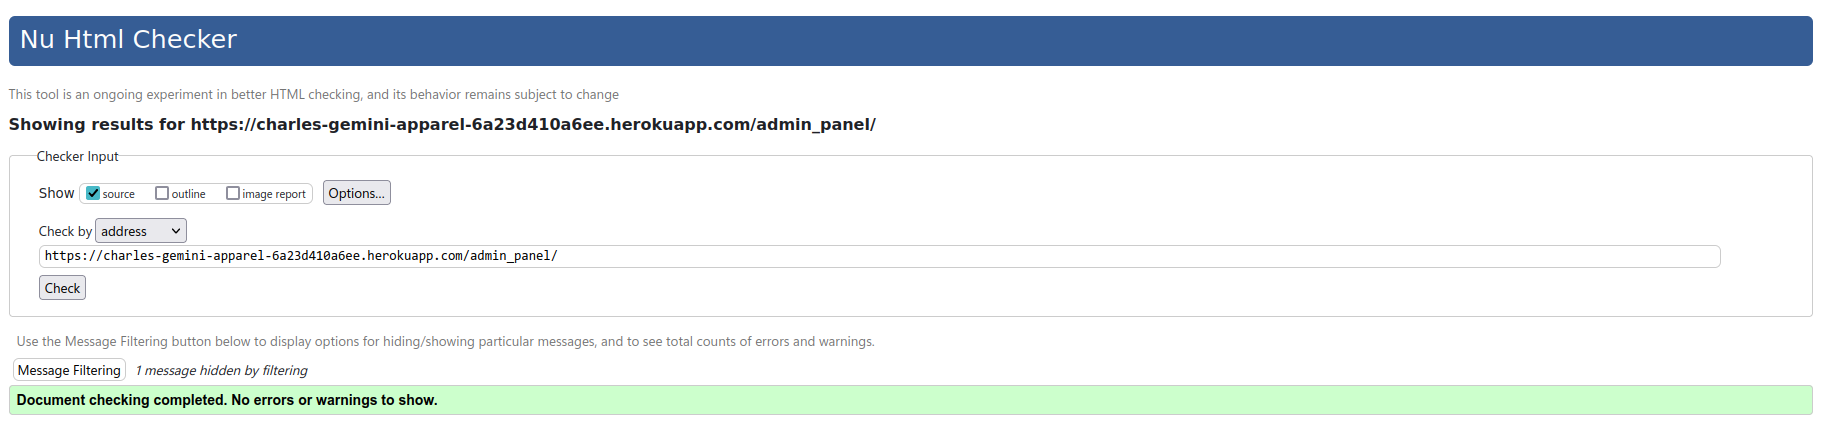 Nu Html Checker
This tool is an ongoing experiment in better HTML checking, and its behavior remains subject to change
Showing results for https://charles-gemini-apparel-6a23d410a6ee.herokuapp.com/admin_panel/
Checker Input
Show source outline image report Options...
Check by address
https://charles-gemini-apparel-6a23d410a6ee.herokuapp.com/admin_panel/
Check
Use the Message Filtering button below to display options for hiding/showing particular messages, and to see total counts of errors and warnings.
Message Filtering 1 message hidden by filtering
Document checking completed. No errors or warnings to show.